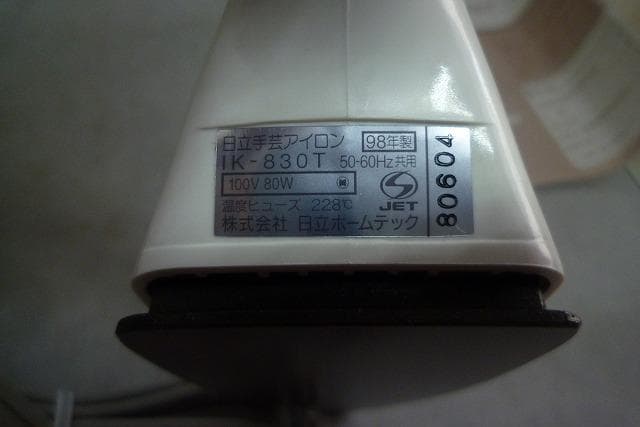 日立手芸アイロン 98年製
IK-830T 50-60Hz共用
100V 80W
JET
温度ヒューズ 228℃
株式会社 日立ホームテック
80604